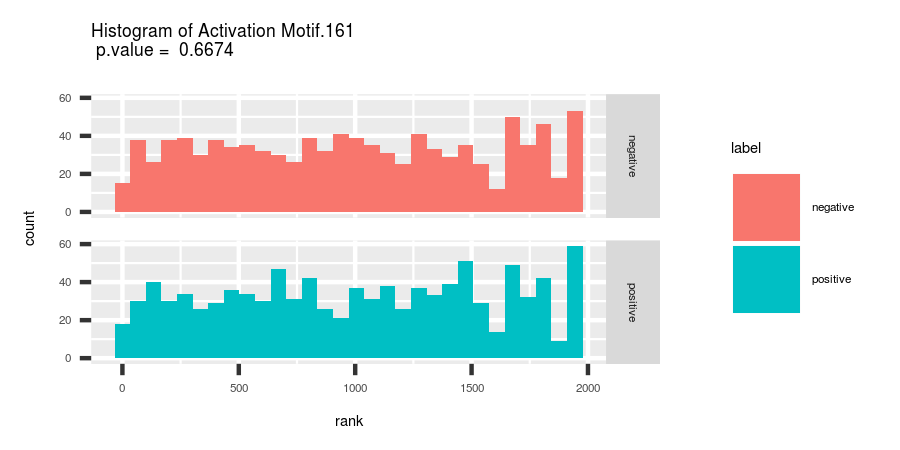 Histogram of Activation Motif.161
p.value = 0.6674
count
60
40
20
0
negative
60
40
20
0
positive
0 500 1000 1500 2000
rank
label
negative
positive